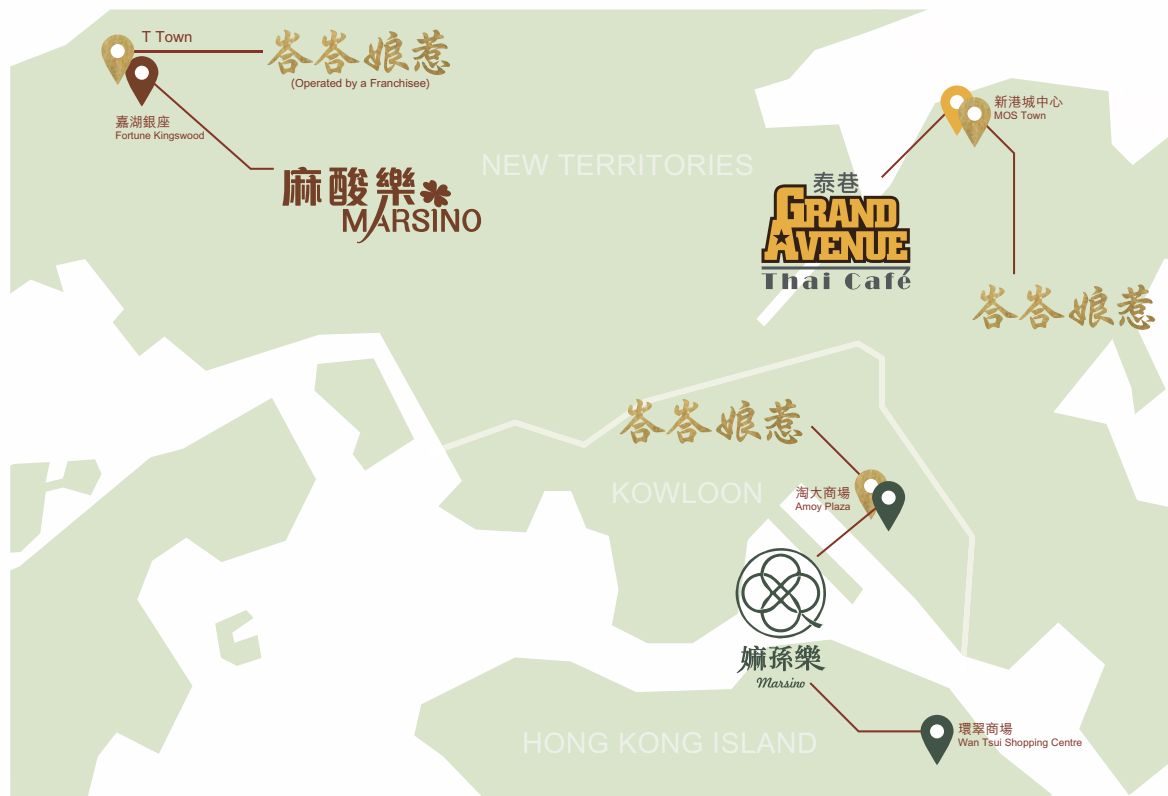 T Town
峇峇娘惹
(Operated by a Franchisee)
嘉湖銀座
Fortune Kingswood
麻酸樂
MARSINO
NEW TERRITORIES
新港城中心
MOS Town
泰巷
GRAND
AVENUE
Thai Café
峇峇娘惹
峇峇娘惹
KOWLOON
淘大商場
Amoy Plaza
嫲孫樂
Marsino
HONG KONG ISLAND
環翠商場
Wan Tsui Shopping Centre